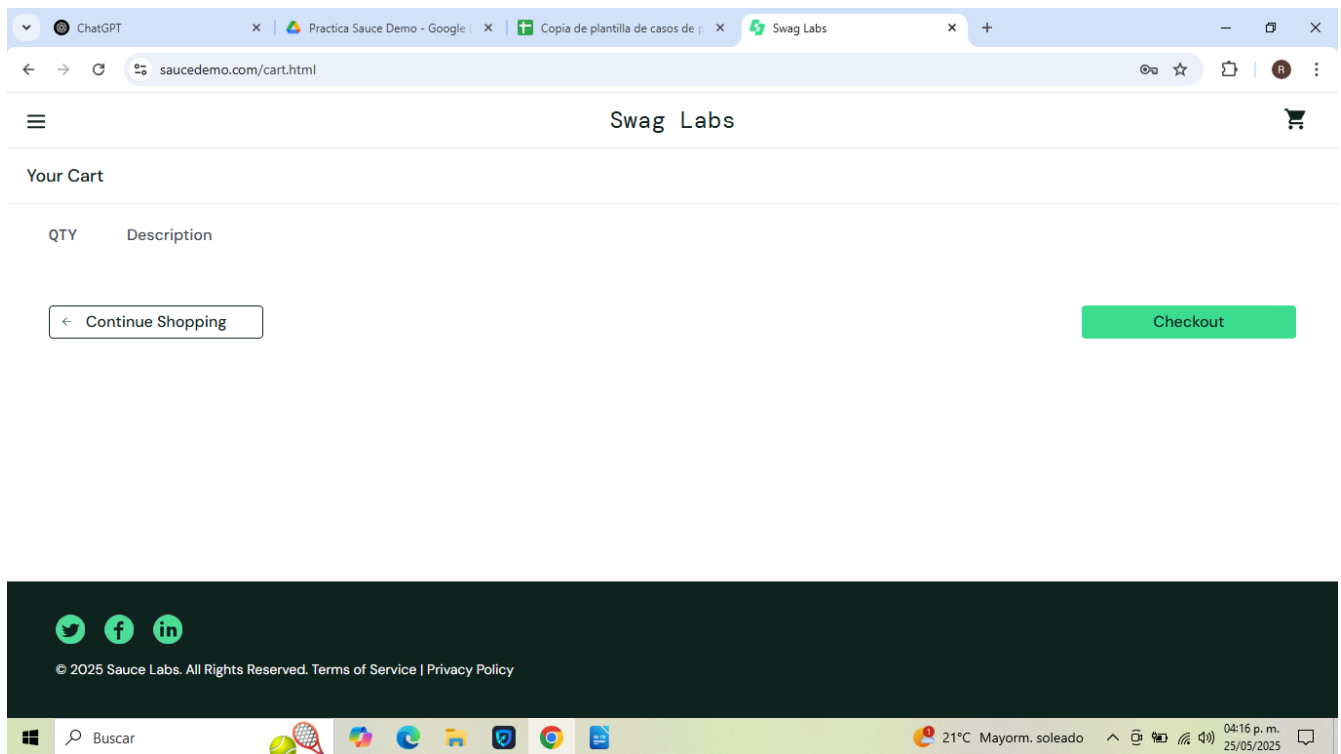 ChatGPT
Practica Sauce Demo - Google
Copia de plantilla de casos de p
Swag Labs
saucedemo.com/cart.html
R
Swag Labs
Your Cart
QTY Description
← Continue Shopping
Checkout
© 2025 Sauce Labs. All Rights Reserved. Terms of Service | Privacy Policy
Buscar
1
21°C Mayorm. soleado
04:16 p. m.
25/05/2025